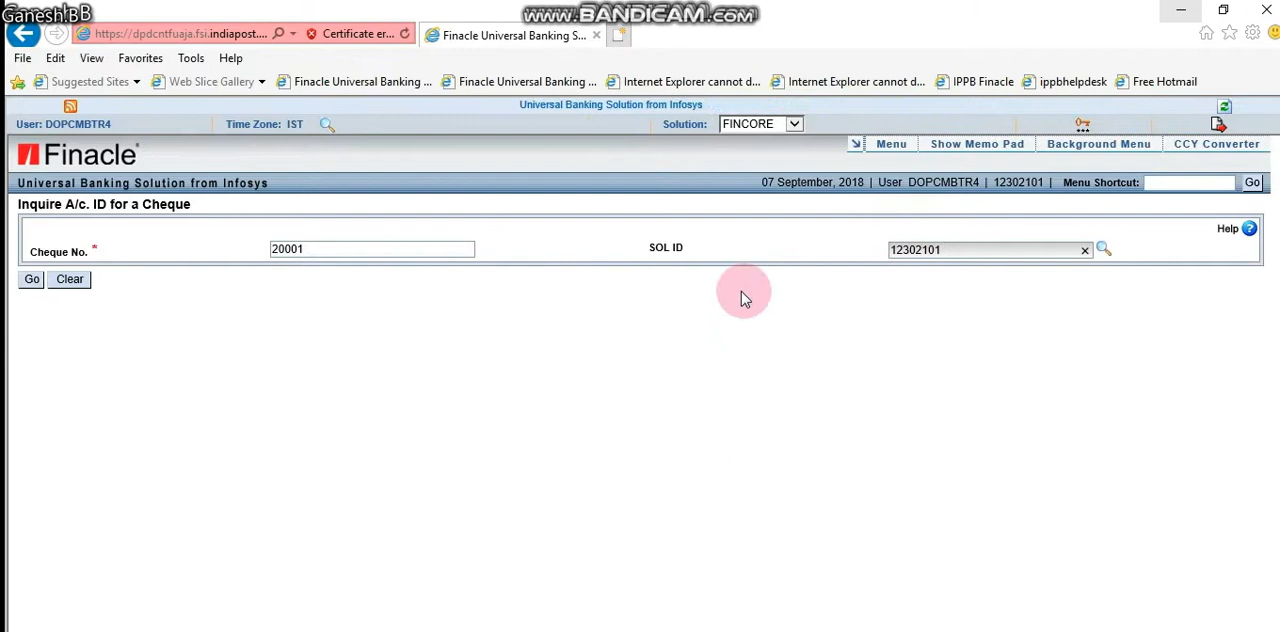 Ganesh BB
www.BANDICAM.com
https://dpdcntfuaja.fsi.indiapost.... Certificate er... Finacle Universal Banking S...
File Edit View Favorites Tools Help
Suggested Sites Web Slice Gallery Finacle Universal Banking ... Finacle Universal Banking ... Internet Explorer cannot d... Internet Explorer cannot d... IPPB Finacle ippbhelpdesk Free Hotmail
Universal Banking Solution from Infosys
User: DOPCMBTR4 Time Zone: IST Solution: FINCORE
Finacle Menu Show Memo Pad Background Menu CCY Converter
Universal Banking Solution from Infosys 07 September, 2018 | User DOPCMBTR4 | 12302101 | Menu Shortcut: Go
Inquire A/c. ID for a Cheque
Help
Cheque No. * 20001 SOL ID 12302101
Go Clear